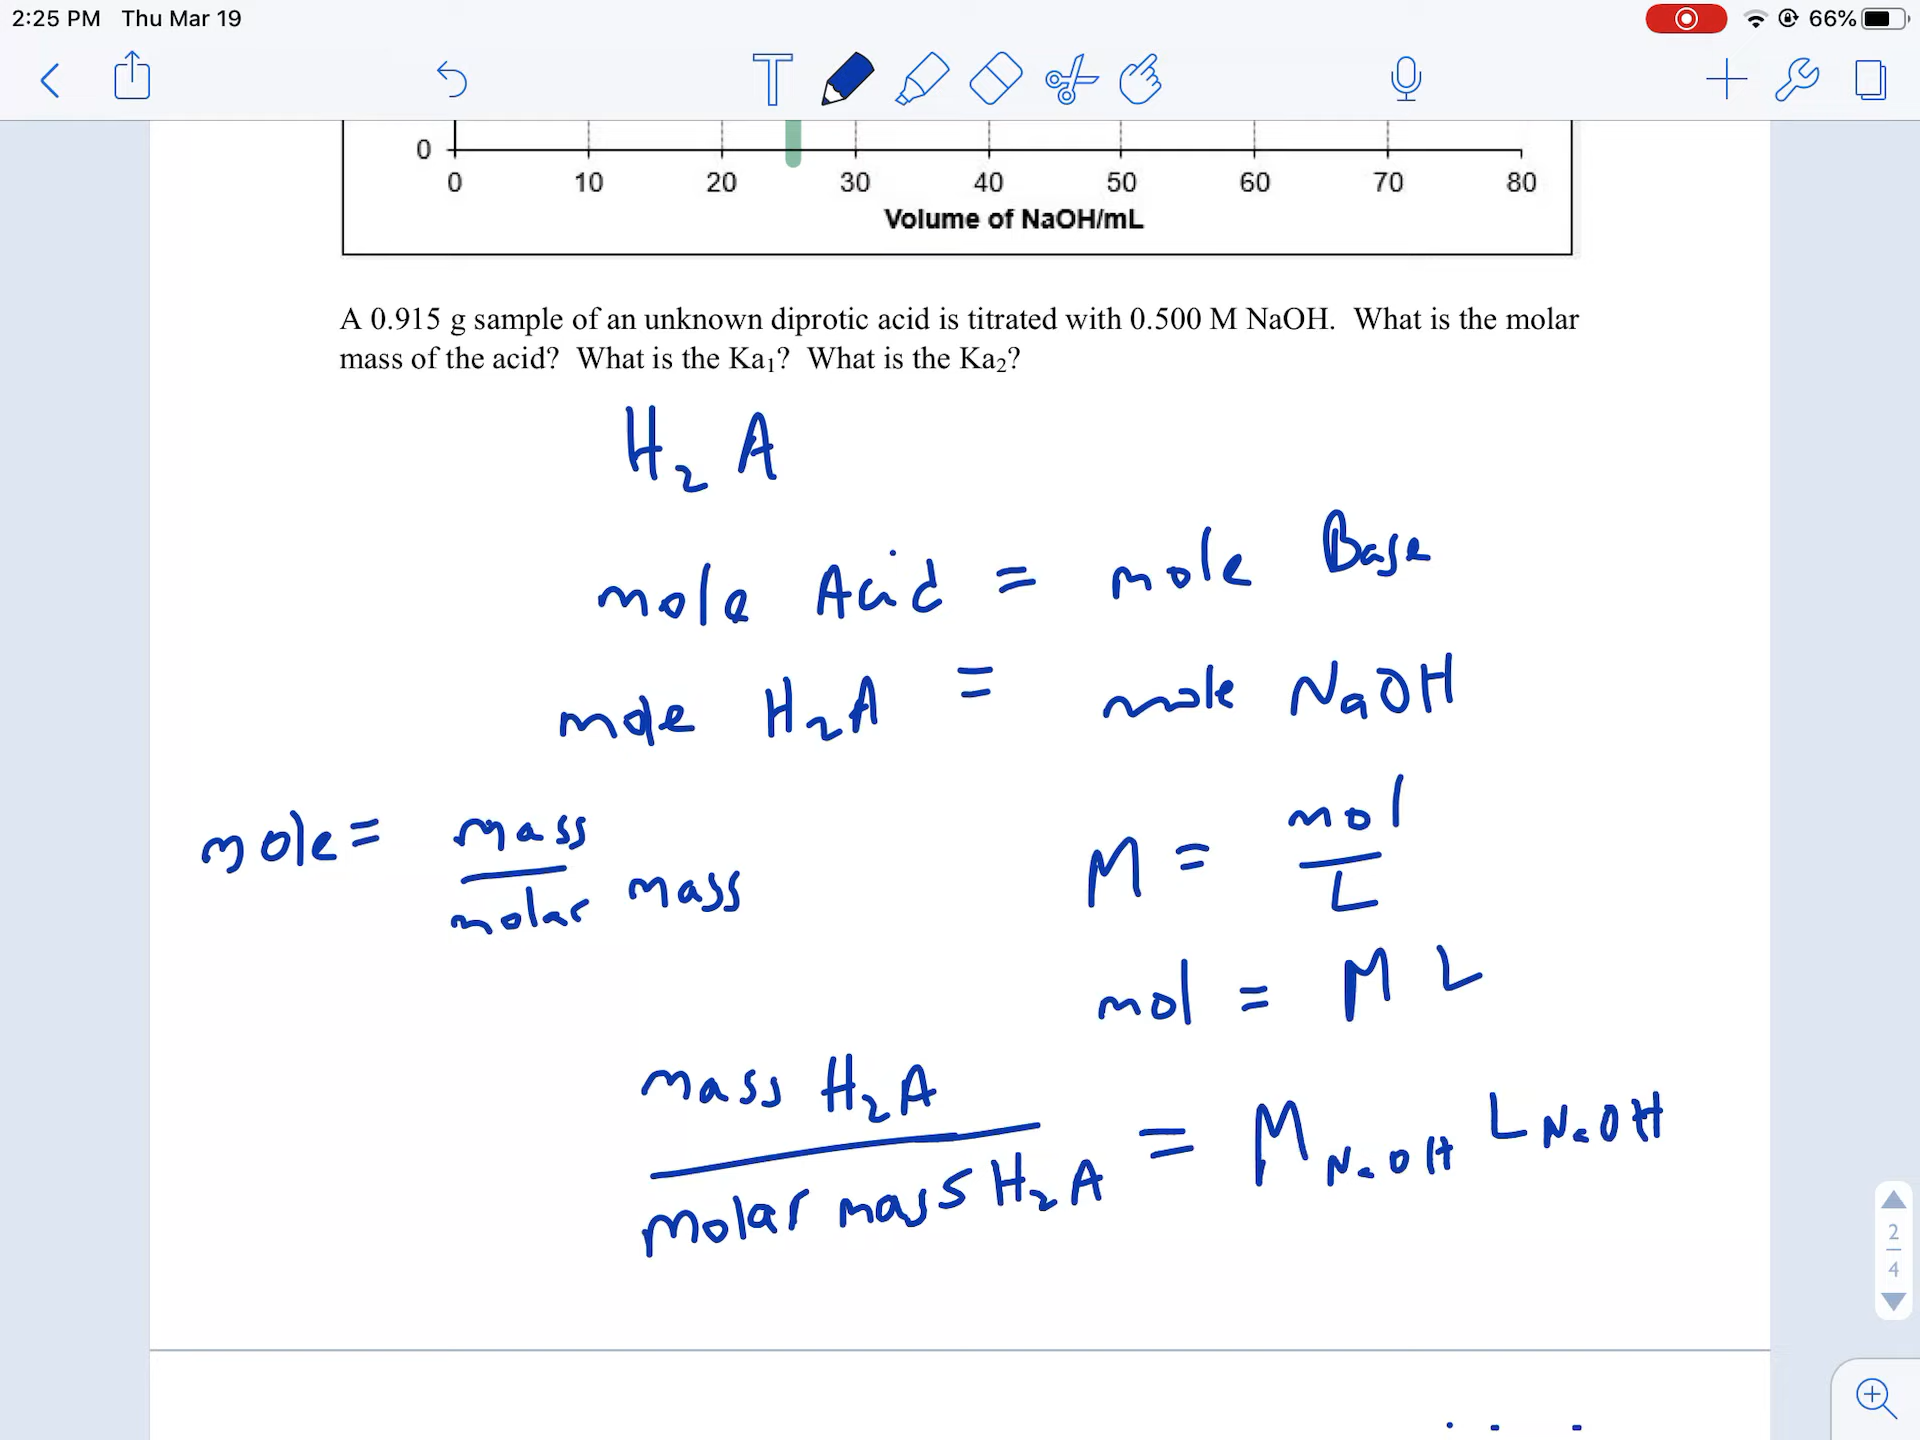 2:25 PM Thu Mar 19
66%
T
0
0 10 20 30 40 50 60 70 80
Volume of NaOH/mL
A 0.915 g sample of an unknown diprotic acid is titrated with 0.500 M NaOH. What is the molar
mass of the acid? What is the Ka₁? What is the Ka₂?
H₂A
mole Acid = mole Base
mole H₂A = mole NaOH
mole = mass / molar mass
M = mol / L
mol = M L
mass H₂A / molar mass H₂A = M NaOH L NaOH
2
4